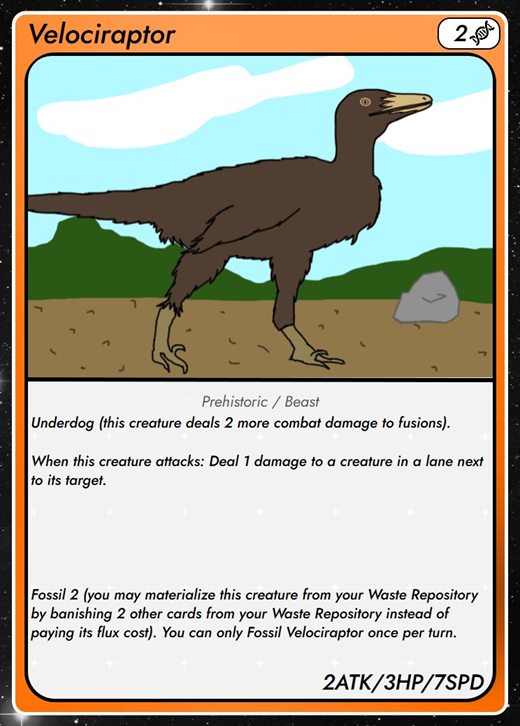 Velociraptor
2
Prehistoric / Beast
Underdog (this creature deals 2 more combat damage to fusions).
When this creature attacks: Deal 1 damage to a creature in a lane next
to its target.
Fossil 2 (you may materialize this creature from your Waste Repository
by banishing 2 other cards from your Waste Repository instead of
paying its flux cost). You can only Fossil Velociraptor once per turn.
2ATK/3HP/7SPD